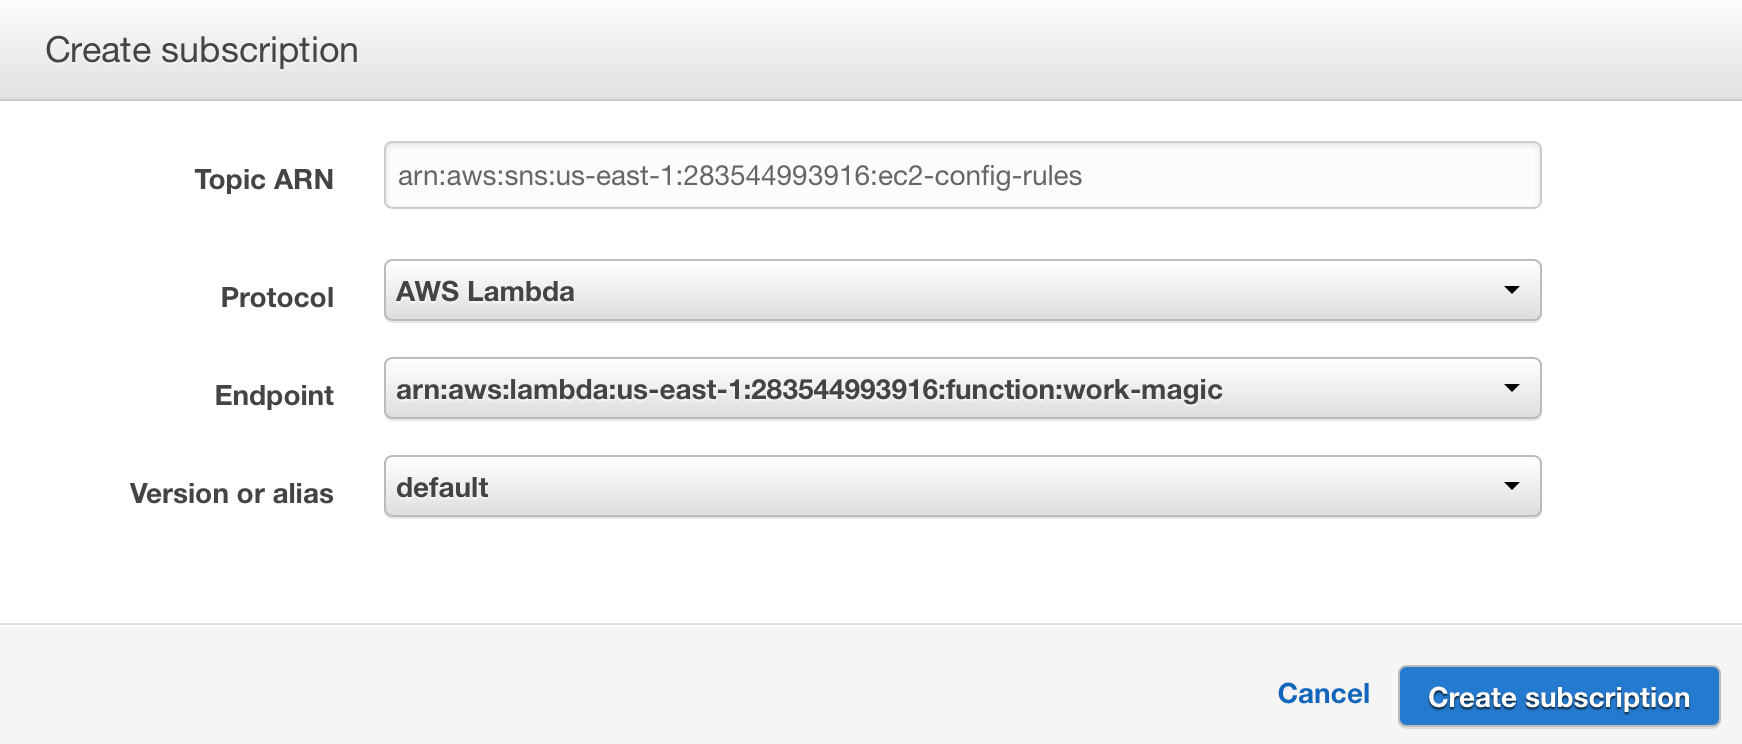 Create subscription
Topic ARN
arn:aws:sns:us-east-1:283544993916:ec2-config-rules
Protocol
AWS Lambda
Endpoint
arn:aws:lambda:us-east-1:283544993916:function:work-magic
Version or alias
default
Cancel
Create subscription